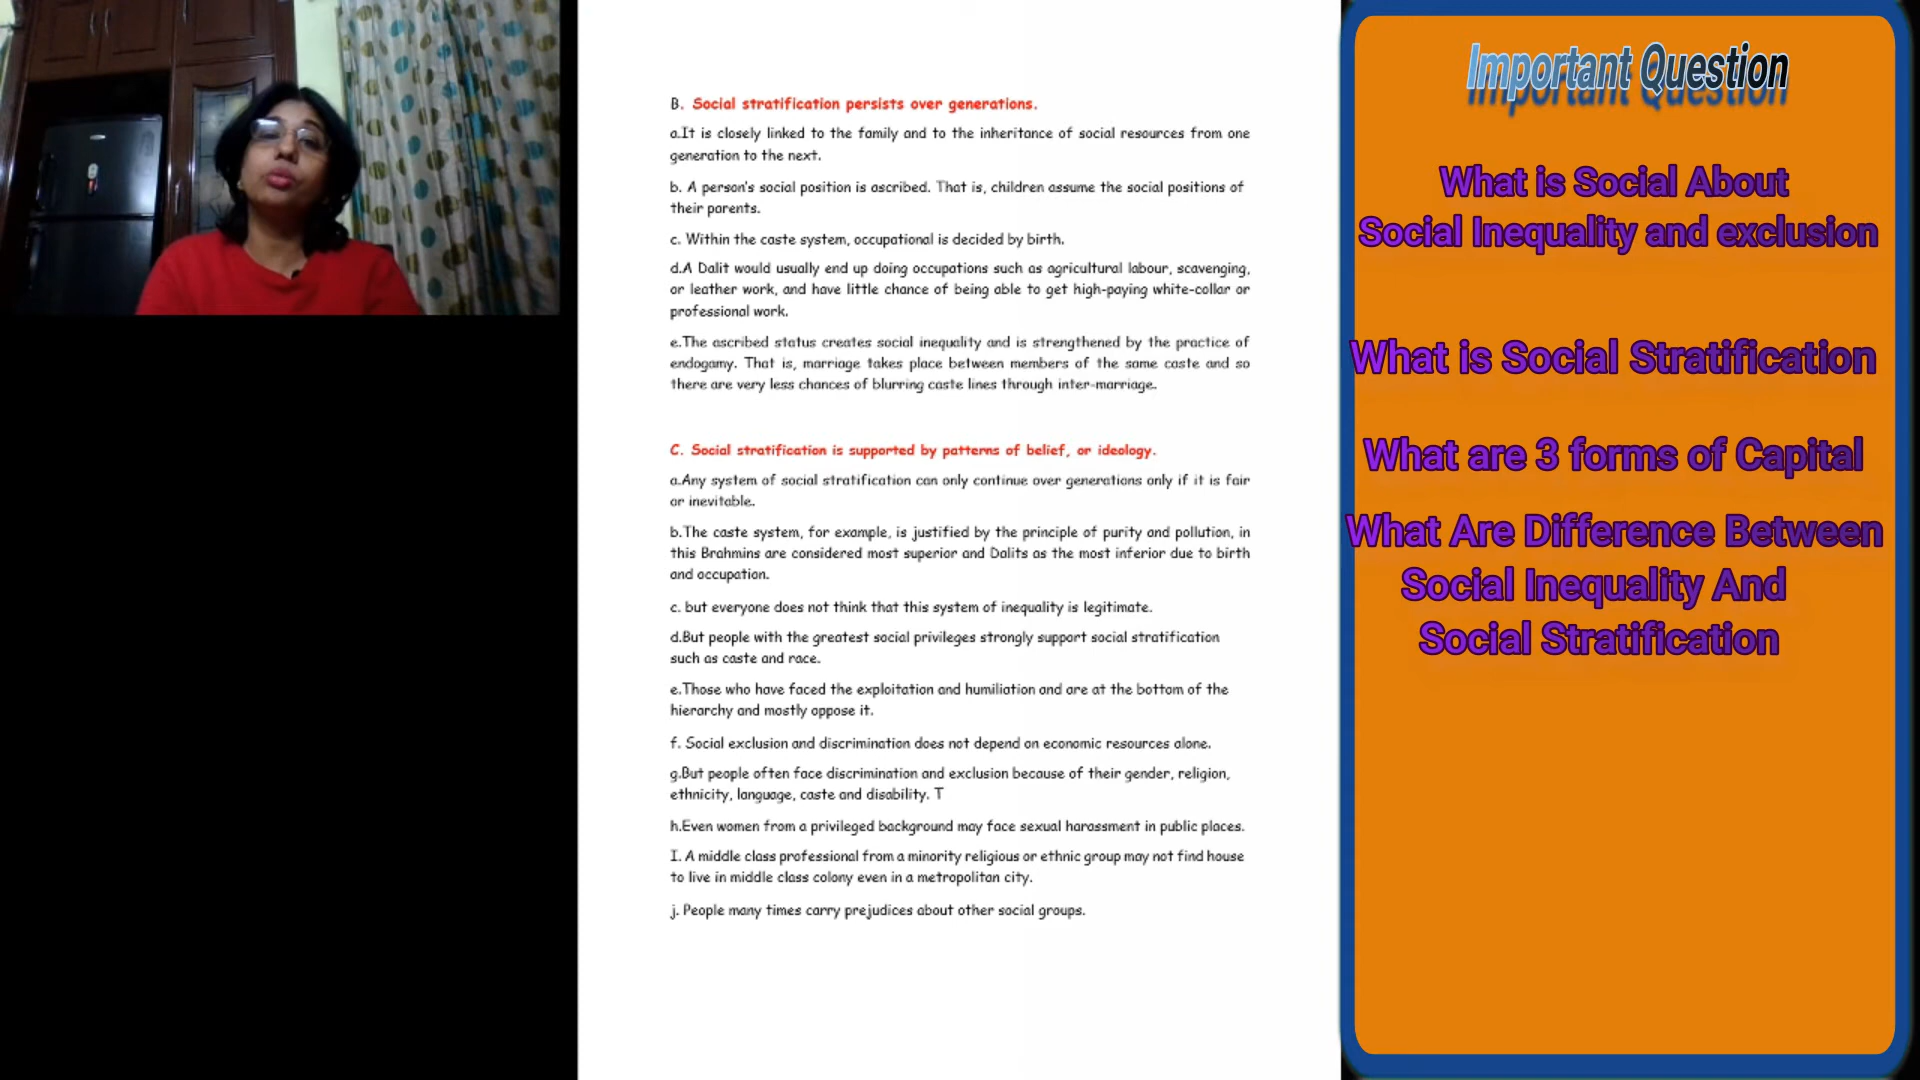 B. Social stratification persists over generations.
a.It is closely linked to the family and to the inheritance of social resources from one
generation to the next.
b. A person's social position is ascribed. That is, children assume the social positions of
their parents.
c. Within the caste system, occupational is decided by birth.
d.A Dalit would usually end up doing occupations such as agricultural labour, scavenging,
or leather work, and have little chance of being able to get high-paying white-collar or
professional work.
e.The ascribed status creates social inequality and is strengthened by the practice of
endogamy. That is, marriage takes place between members of the same caste and so
there are very less chances of blurring caste lines through inter-marriage.
C. Social stratification is supported by patterns of belief, or ideology.
a.Any system of social stratification can only continue over generations only if it is fair
or inevitable.
b.The caste system, for example, is justified by the principle of purity and pollution, in
this Brahmins are considered most superior and Dalits as the most inferior due to birth
and occupation.
c. but everyone does not think that this system of inequality is legitimate.
d.But people with the greatest social privileges strongly support social stratification
such as caste and race.
e.Those who have faced the exploitation and humiliation and are at the bottom of the
hierarchy and mostly oppose it.
f. Social exclusion and discrimination does not depend on economic resources alone.
g.But people often face discrimination and exclusion because of their gender, religion,
ethnicity, language, caste and disability. T
h.Even women from a privileged background may face sexual harassment in public places.
I. A middle class professional from a minority religious or ethnic group may not find house
to live in middle class colony even in a metropolitan city.
j. People many times carry prejudices about other social groups.
Important Question
What is Social About
Social Inequality and exclusion
What is Social Stratification
What are 3 forms of Capital
What Are Difference Between
Social Inequality And
Social Stratification